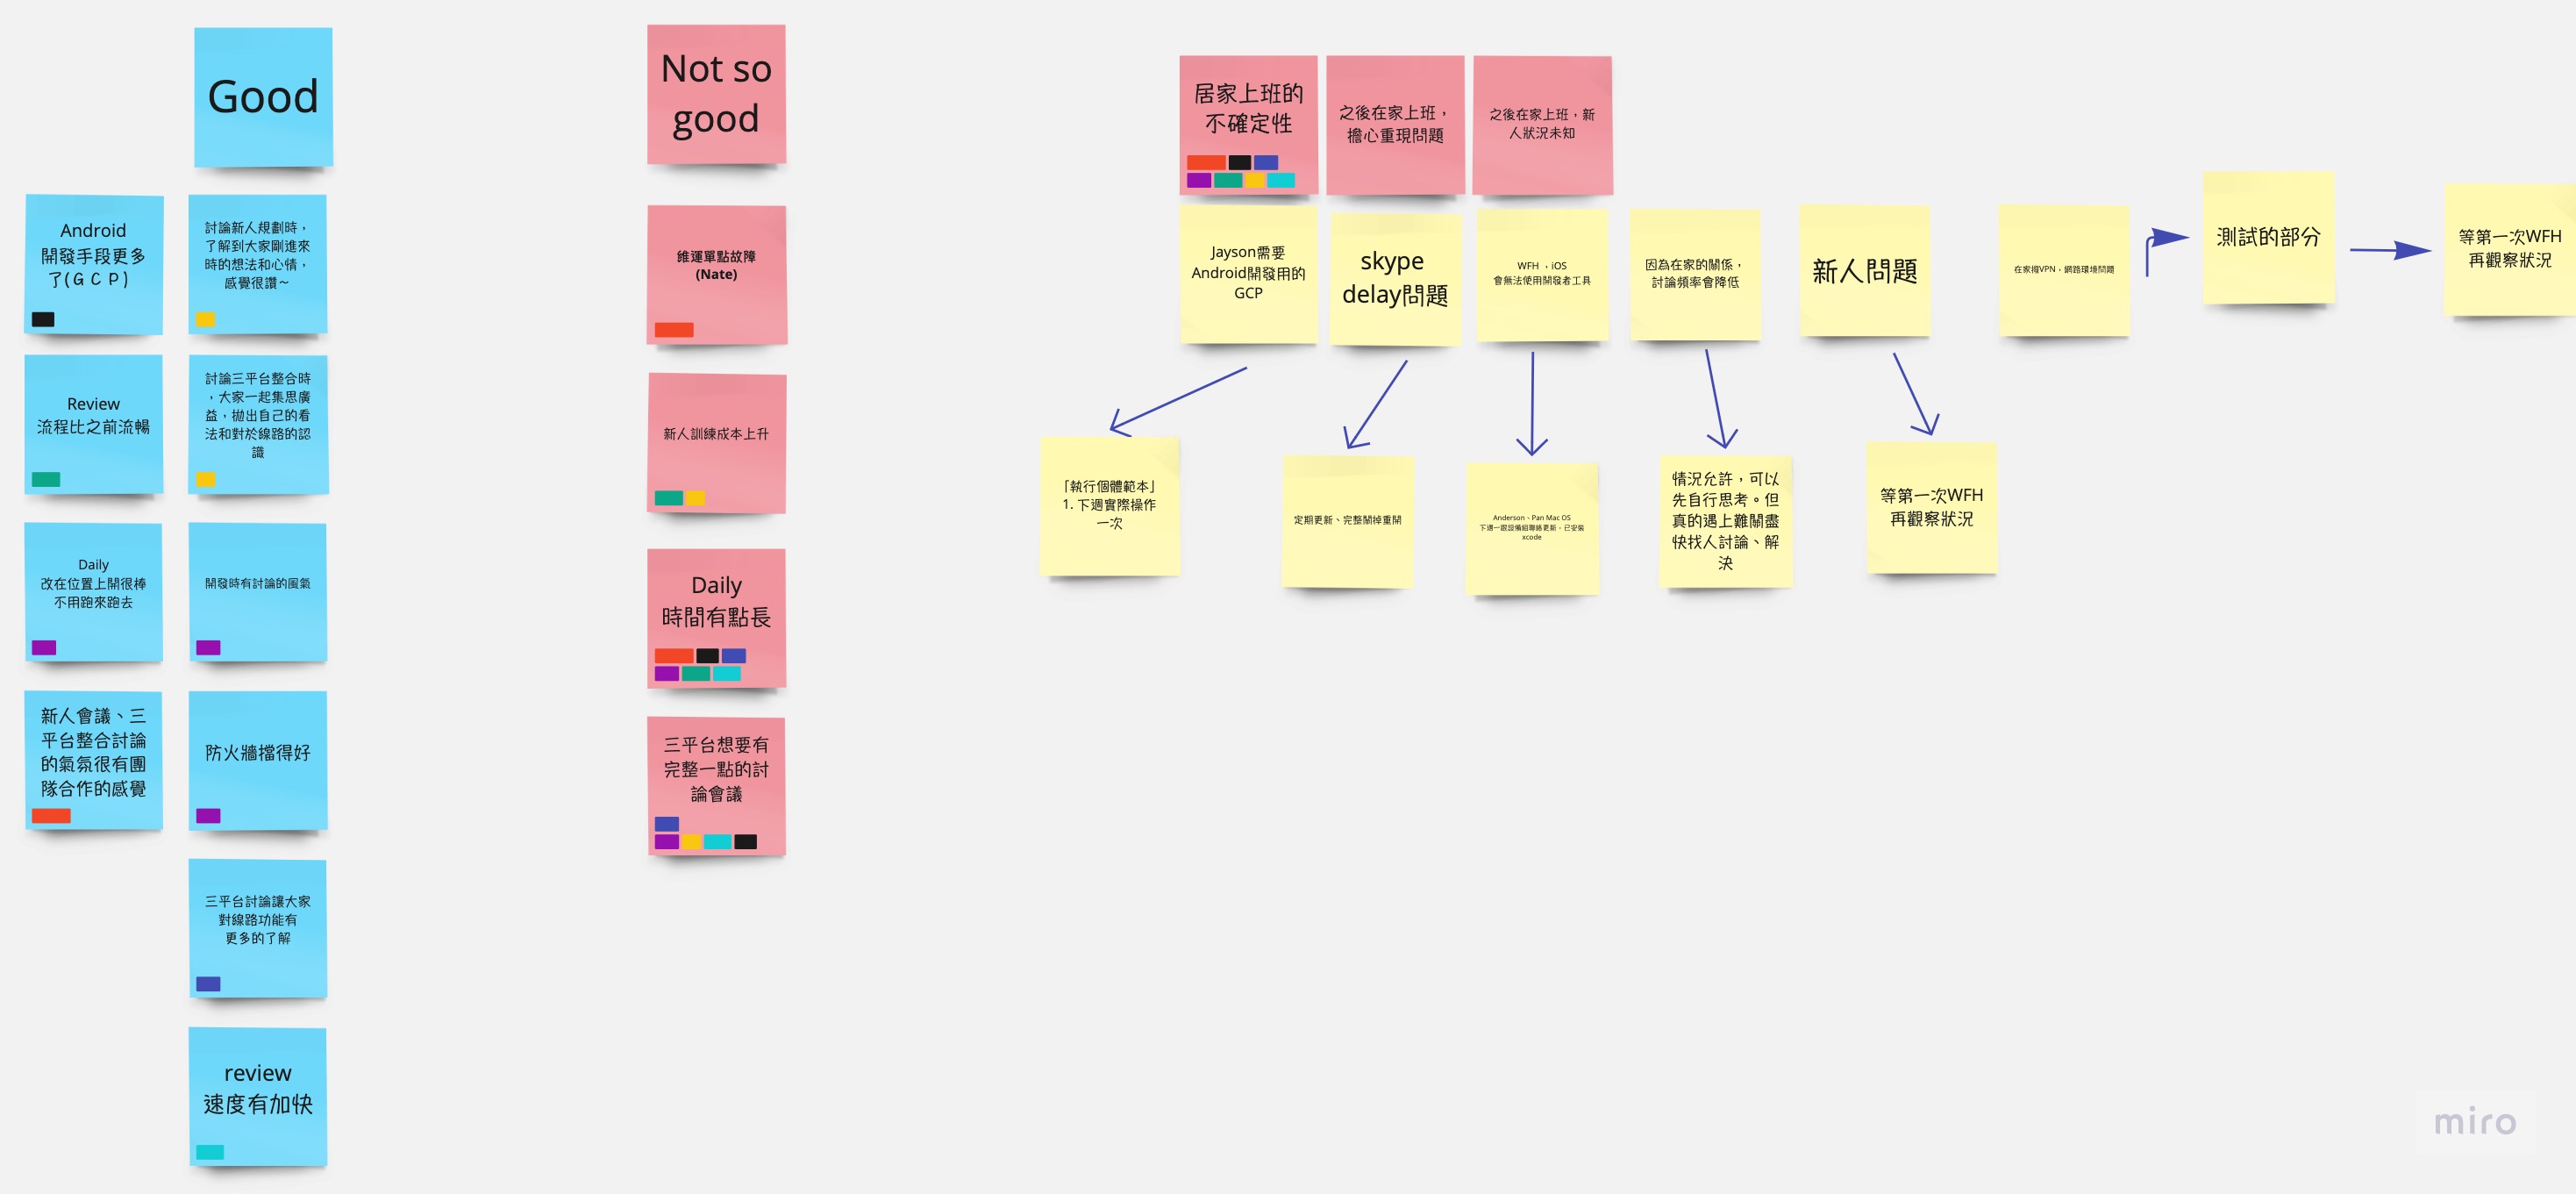 Good
Android
開發手段更多
了(ＧＣＰ)
討論新人規劃時，
了解到大家剛進來
時的想法和心情，
感覺很讚～
Review
流程比之前流暢
討論三平台整合時
，大家一起集思廣
益，拋出自己的看
法和對於線路的認
識
Daily
改在位置上開很棒
不用跑來跑去
開發時有討論的風氣
新人會議、三
平台整合討論
的氣氛很有團
隊合作的感覺
防火牆擋得好
三平台討論讓大家
對線路功能有
更多的了解
review
速度有加快
Not so
good
維運單點故障
(Nate)
新人訓練成本上升
Daily
時間有點長
三平台想要有
完整一點的討
論會議
居家上班的
不確定性
之後在家上班，
擔心重現問題
之後在家上班，新
人狀況未知
Jayson需要
Android開發用的
GCP
skype
delay問題
WFH ，iOS
會無法使用開發者工具
因為在家的關係，
討論頻率會降低
新人問題
在家撥VPN，網路環境問題
測試的部分
等第一次WFH
再觀察狀況
「執行個體範本」
1. 下週實際操作
一次
定期更新、完整關掉重開
Anderson、Pan Mac OS
下週一跟設備組聯絡更新，已安裝
xcode
情況允許，可以
先自行思考。但
真的遇上難關盡
快找人討論、解
決
等第一次WFH
再觀察狀況
miro